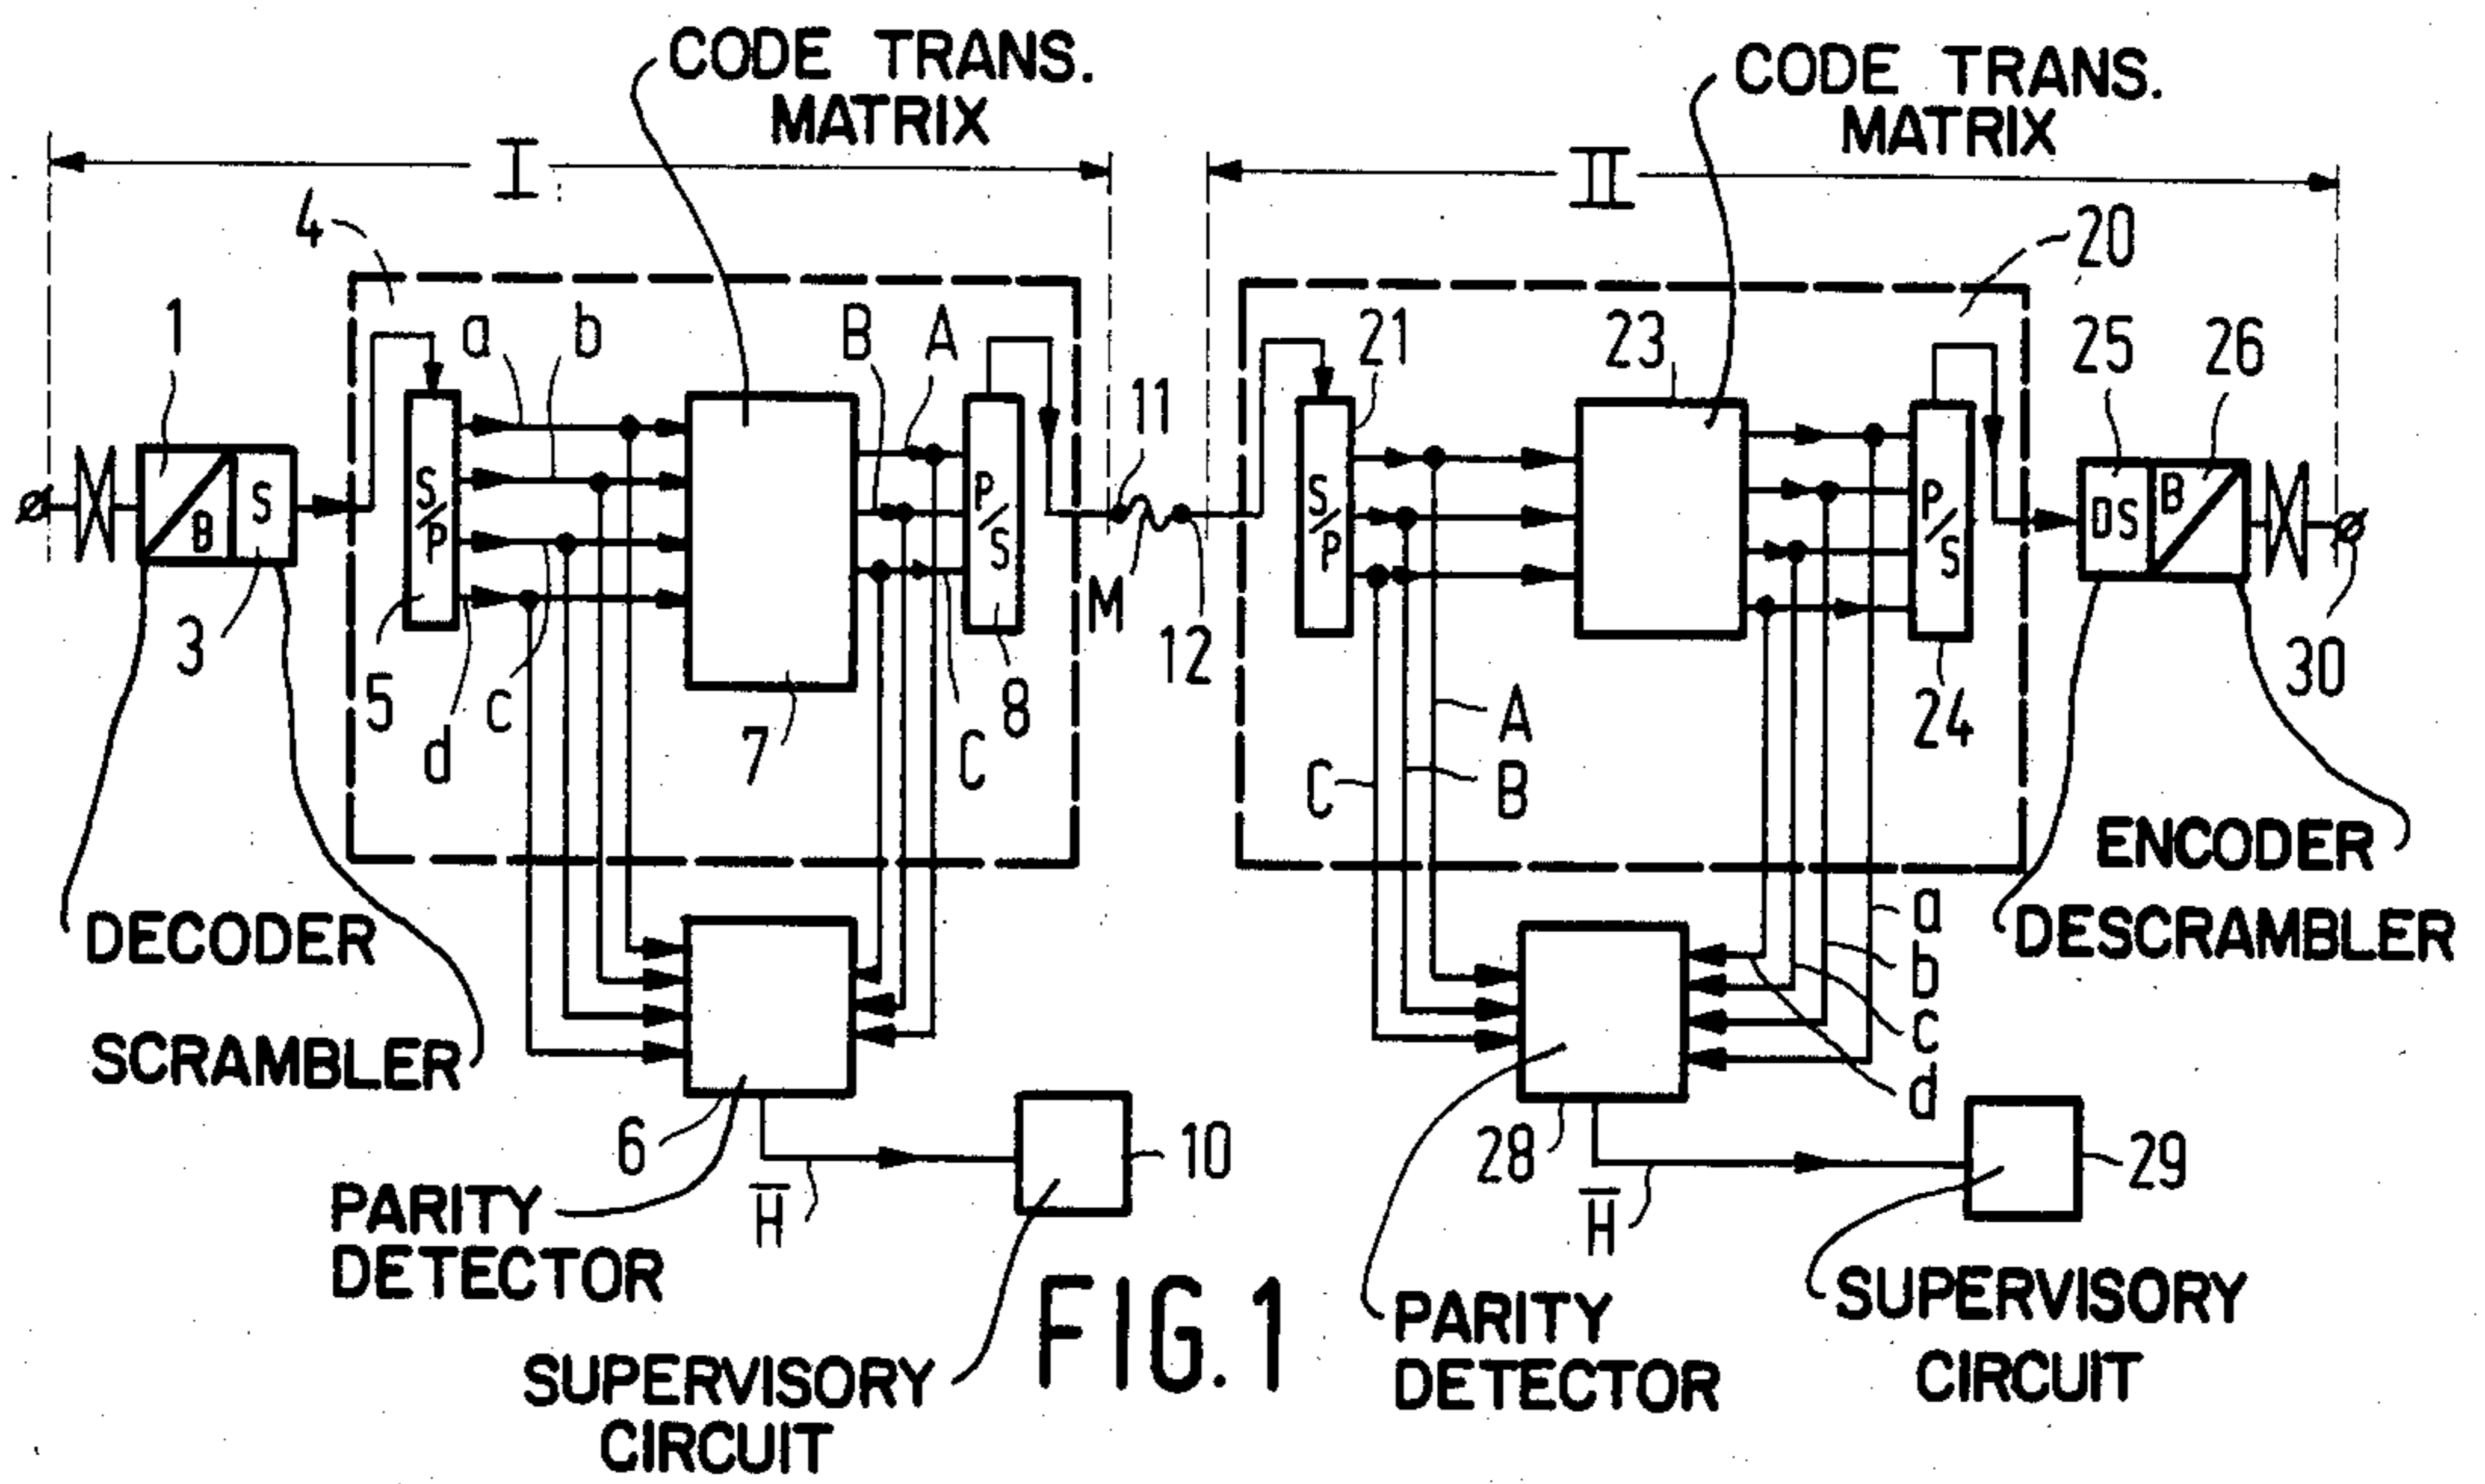 CODE TRANS.
MATRIX
CODE TRANS.
MATRIX
I
II
4
20
1
a
b
B
A
11
21
23
25
26
S/P
P/S
S/P
P/S
B
S
DS
B
3
5
d
c
7
C
8
M
12
A
B
C
24
30
DECODER
SCRAMBLER
ENCODER
DESCRAMBLER
a
b
c
d
6
10
28
29
H̅
H̅
PARITY
DETECTOR
SUPERVISORY
CIRCUIT
FIG. 1
PARITY
DETECTOR
SUPERVISORY
CIRCUIT